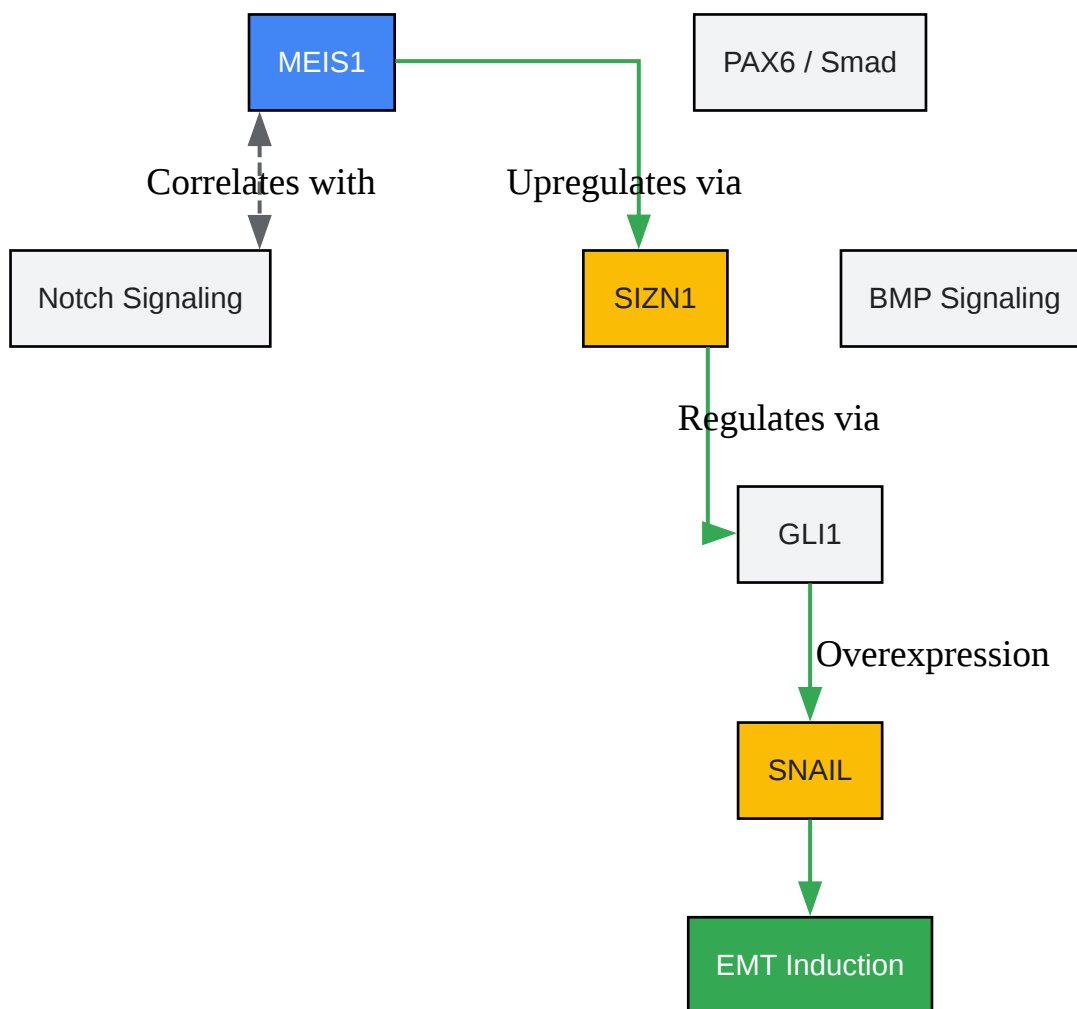 MEIS1
PAX6 / Smad
Correlates with
Upregulates via
Notch Signaling
SIZN1
BMP Signaling
Regulates via
GLI1
Overexpression
SNAIL
EMT Induction